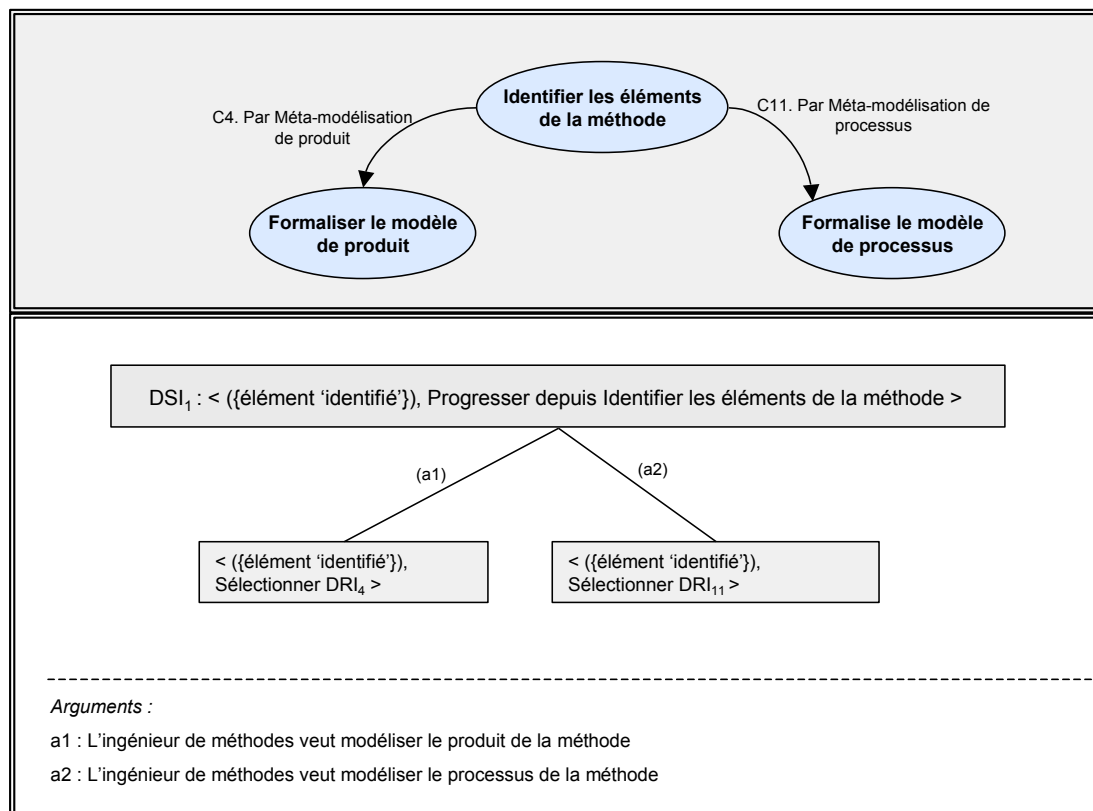 Identifier les éléments
de la méthode
C4. Par Méta-modélisation
de produit
C11. Par Méta-modélisation de
processus
Formaliser le modèle
de produit
Formalise le modèle
de processus
DSI₁ : < ({élément ‘identifié’}), Progresser depuis Identifier les éléments de la méthode >
(a1)
(a2)
< ({élément ‘identifié’}),
Sélectionner DRI₄ >
< ({élément ‘identifié’}),
Sélectionner DRI₁₁ >
Arguments :
a1 : L’ingénieur de méthodes veut modéliser le produit de la méthode
a2 : L’ingénieur de méthodes veut modéliser le processus de la méthode